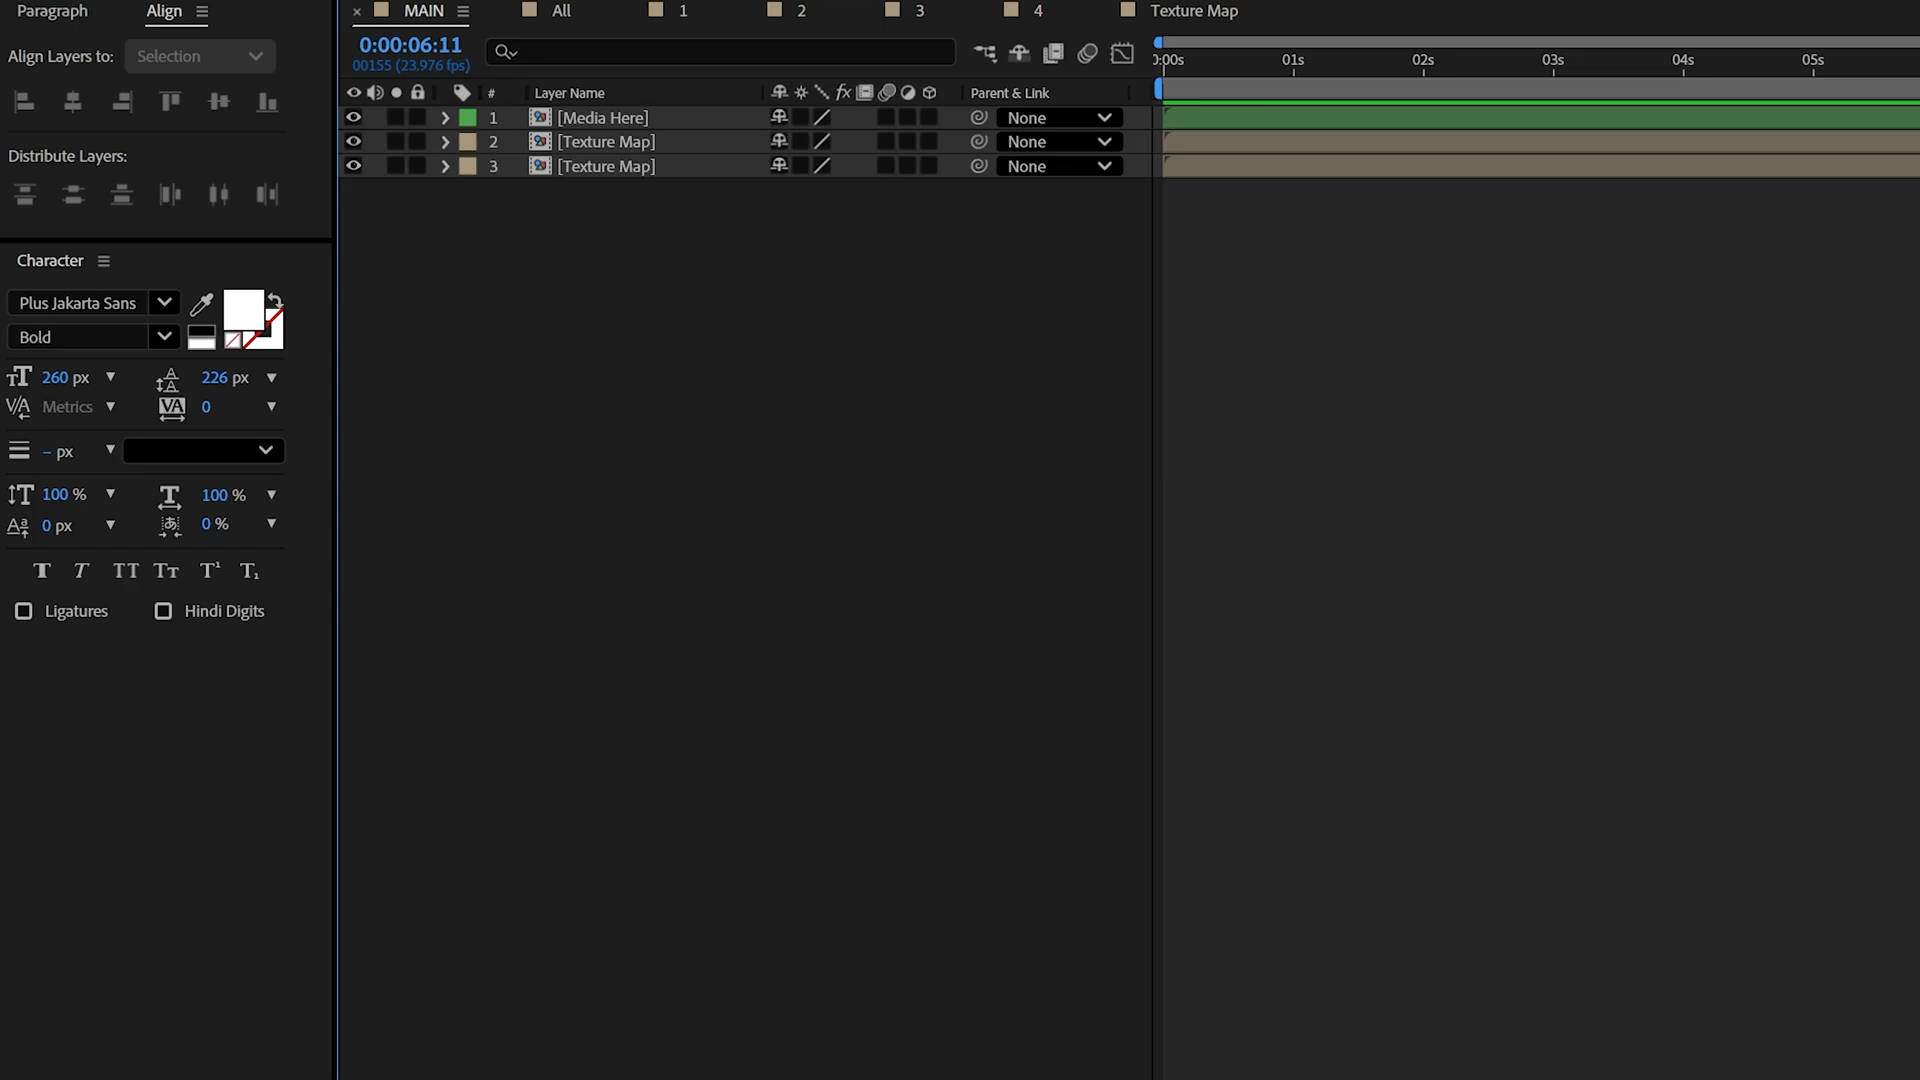 Paragraph
Align
Align Layers to:
Selection
Distribute Layers:
Character
Plus Jakarta Sans
Bold
260 px
226 px
Metrics
0
– px
100 %
100 %
0 px
0 %
Ligatures
Hindi Digits
MAIN
All
1
2
3
4
Texture Map
0:00:06:11
00155 (23.976 fps)
:00s
01s
02s
03s
04s
05s
#
Layer Name
Parent & Link
1
[Media Here]
None
2
[Texture Map]
None
3
[Texture Map]
None